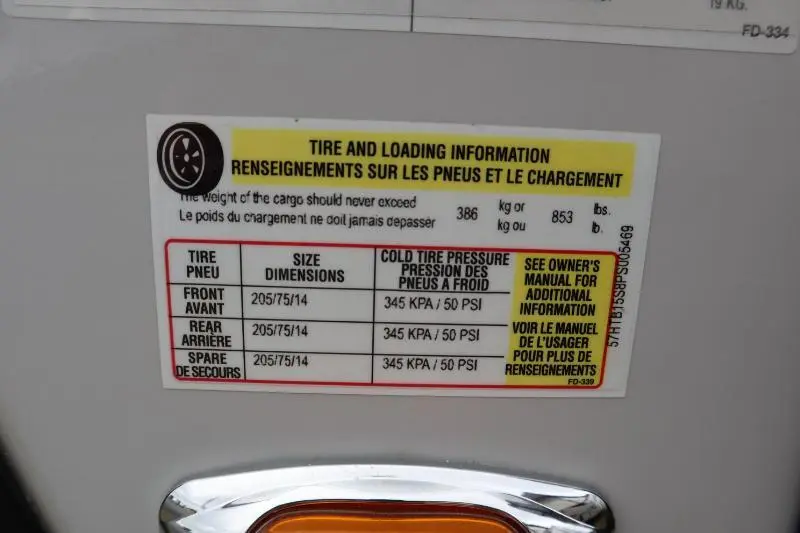 19 KG.
FD-334
TIRE AND LOADING INFORMATION
RENSEIGNEMENTS SUR LES PNEUS ET LE CHARGEMENT
The weight of the cargo should never exceed
Le poids du chargement ne doit jamais depasser
386 kg or 853 lbs.
kg ou lb.
TIRE SIZE COLD TIRE PRESSURE
PNEU DIMENSIONS PRESSION DES
PNEUS A FROID
FRONT 205/75/14 345 KPA / 50 PSI
AVANT
REAR 205/75/14 345 KPA / 50 PSI
ARRIÈRE
SPARE 205/75/14 345 KPA / 50 PSI
DE SECOURS
SEE OWNER'S
MANUAL FOR
ADDITIONAL
INFORMATION
VOIR LE MANUEL
DE L'USAGER
POUR PLUS DE
RENSEIGNEMENTS
FD-339
57HTB15S8PS005469